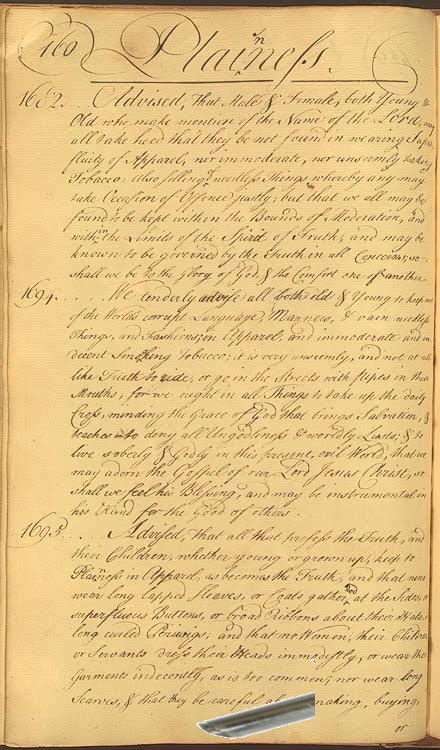 160 Plainness.
1682. . . Advised, That Male & Female, both Young &
Old who make mention of the Name of the Lord, may
all take heed that they be not found in wearing Supe
fluity of Apparel, nor immoderate, nor unseemly taking
Tobacco: Also selling needless Things whereby any may
take Occasion of Offence justly; but that we all may be
found to be kept within the Bounds of Moderation, and
within the Limits of the Spirit of Truth; and may be
known to be governed by the Truth in all Concerns, so
shall we be to the Glory of God, & the Comfort one of another.
1694. . . . . . We tenderly advise all both old & Young to keep out
of the World's corrupt Language, Manners, & vain needless
Things, and Fashions, in Apparel, and immoderate and in
decent Smoking Tobacco; it is very unseemly, and not at all
like Truth to ride, or go in the Streets with pipes in their
Mouths, for we ought in all Things to take up the daily
Cross, minding the Grace of God that brings Salvation, &
teaches to deny all Ungodliness & worldly Lusts, & to
live soberly & Godly in this present, evil World, that we
may adorn the Gospel of our Lord Jesus Christ, so
shall we feel his Blessing, and may be instrumental in
his Hand for the Good of others.
1695. . . Advised, That all that profess the Truth, and
their Children, whether young or grown up, keep to
Plainness in Apparel, as becomes the Truth, and that none
wear long lapped Sleaves, or Coats gathered at the Sides, or
superfluous Buttons, or broad Ribbons about their Hats, or
long curled Perriwigs, and that no Women, their Children
or Servants dress their Heads immodestly, or wear their
Garments indecently, as is too common; nor wear long
Scarves, & that they be careful making, buying,
or